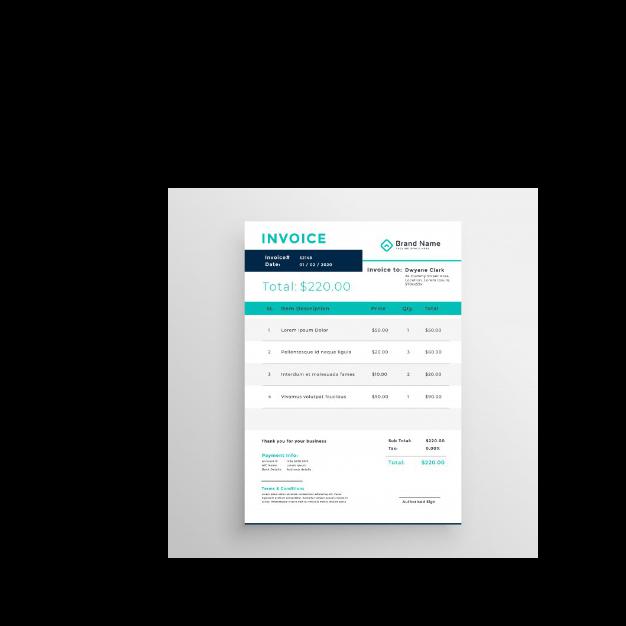 INVOICE
Brand Name
Invoice# 52148
Date: 01 / 02 / 2020
Invoice to: Dwyane Clark
Total: $220.00
SL. Item Description Price Qty. Total
1 Lorem Ipsum Dolor $50.00 1 $50.00
2 Pellentesque id neque ligula $20.00 3 $60.00
3 Interdum et malesuada fames $10.00 2 $20.00
4 Vivamus volutpat faucibus $90.00 1 $90.00
Thank you for your business
Sub Total: $220.00
Tax: 0.00%
Payment Info:
Total: $220.00
Terms & Conditions
Authorised Sign